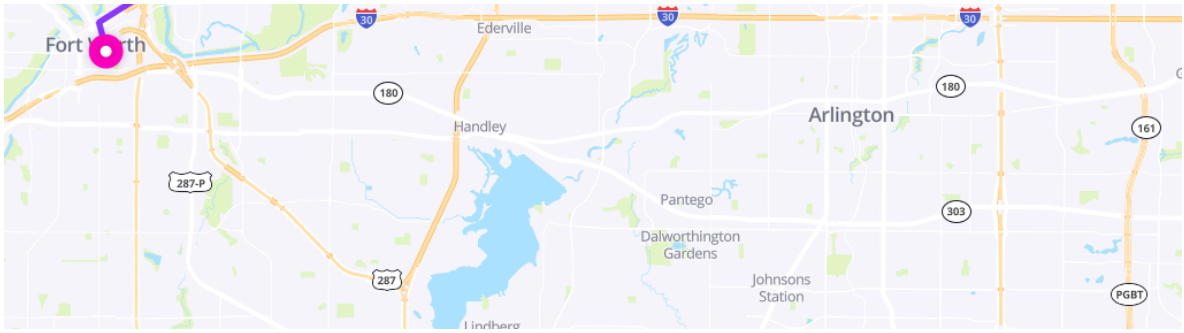 30
30
30
Ederville
Fort Worth
180
180
Arlington
Handley
161
287-P
Pantego
303
Dalworthington
Gardens
287
Johnsons
Station
PGBT
Lindberg